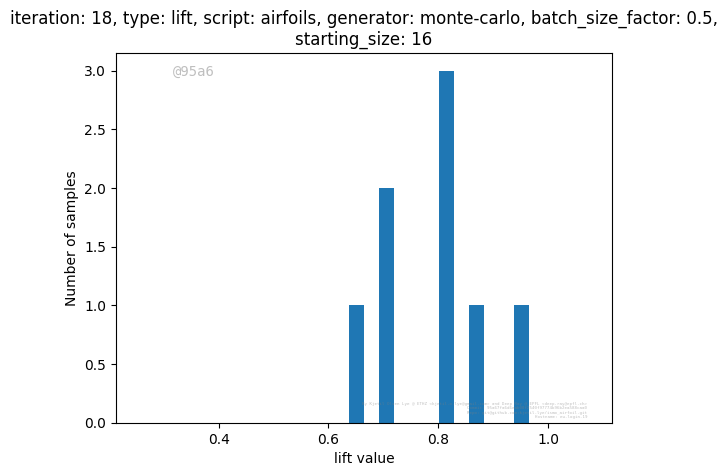 iteration: 18, type: lift, script: airfoils, generator: monte-carlo, batch_size_factor: 0.5,
starting_size: 16
@95a6
3.0
2.5
2.0
1.5
1.0
0.5
0.0
Number of samples
0.4 0.6 0.8 1.0
lift value